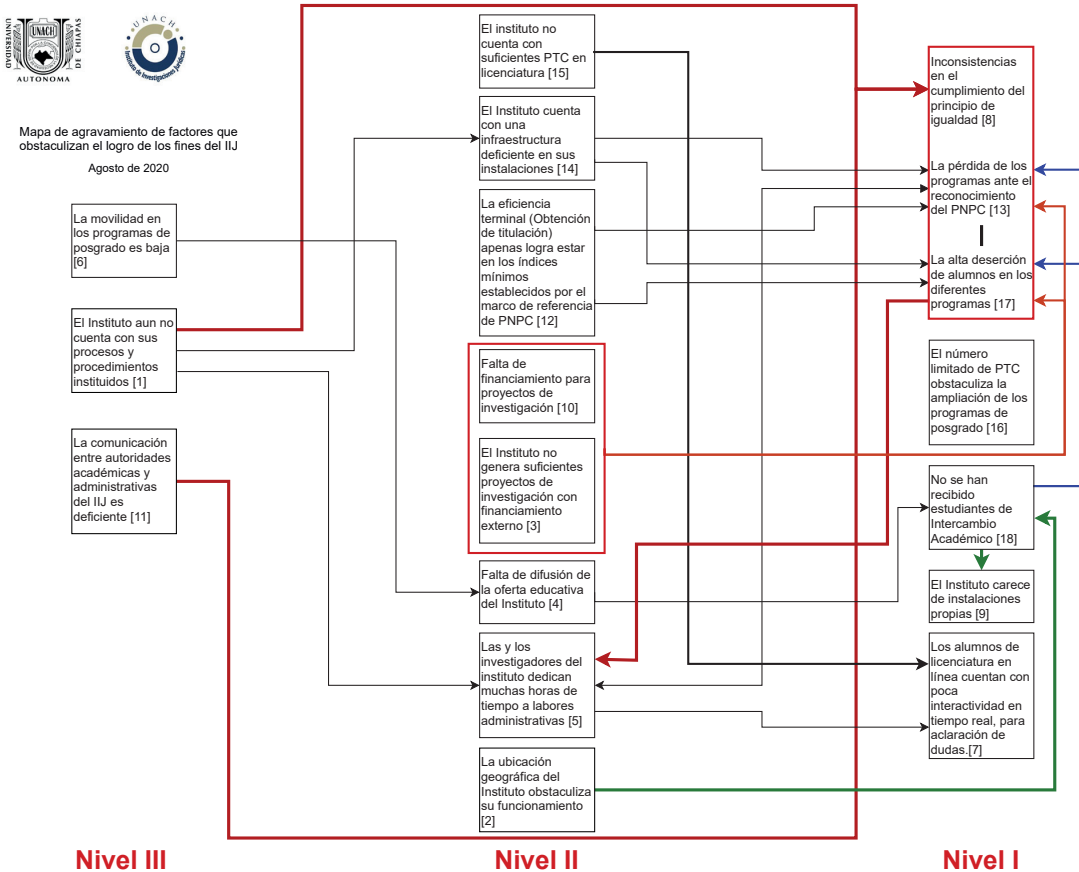 UNIVERSIDAD
UNACH
DE CHIAPAS
AUTONOMA
UNACH
Instituto de Investigaciones Jurídicas
Mapa de agravamiento de factores que
obstaculizan el logro de los fines del IIJ
Agosto de 2020
La movilidad en
los programas de
posgrado es baja
[6]
El Instituto aun no
cuenta con sus
procesos y
procedimientos
instituidos [1]
La comunicación
entre autoridades
académicas y
administrativas
del IIJ es
deficiente [11]
Nivel III
El instituto no
cuenta con
suficientes PTC en
licenciatura [15]
El Instituto cuenta
con una
infraestructura
deficiente en sus
instalaciones [14]
La eficiencia
terminal (Obtención
de titulación)
apenas logra estar
en los índices
mínimos
establecidos por el
marco de referencia
de PNPC [12]
Falta de
financiamiento para
proyectos de
investigación [10]
El Instituto no
genera suficientes
proyectos de
investigación con
financiamiento
externo [3]
Falta de difusión de
la oferta educativa
del Instituto [4]
Las y los
investigadores del
instituto dedican
muchas horas de
tiempo a labores
administrativas [5]
La ubicación
geográfica del
Instituto obstaculiza
su funcionamiento
[2]
Nivel II
Inconsistencias
en el
cumplimiento del
principio de
igualdad [8]
La pérdida de los
programas ante el
reconocimiento
del PNPC [13]
La alta deserción
de alumnos en los
diferentes
programas [17]
El número
limitado de PTC
obstaculiza la
ampliación de los
programas de
posgrado [16]
No se han
recibido
estudiantes de
Intercambio
Académico [18]
El Instituto carece
de instalaciones
propias [9]
Los alumnos de
licenciatura en
línea cuentan con
poca
interactividad en
tiempo real, para
aclaración de
dudas.[7]
Nivel I